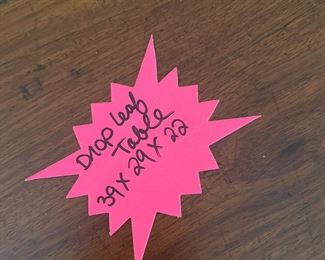 Drop Leaf
Table
39 x 29 x 22